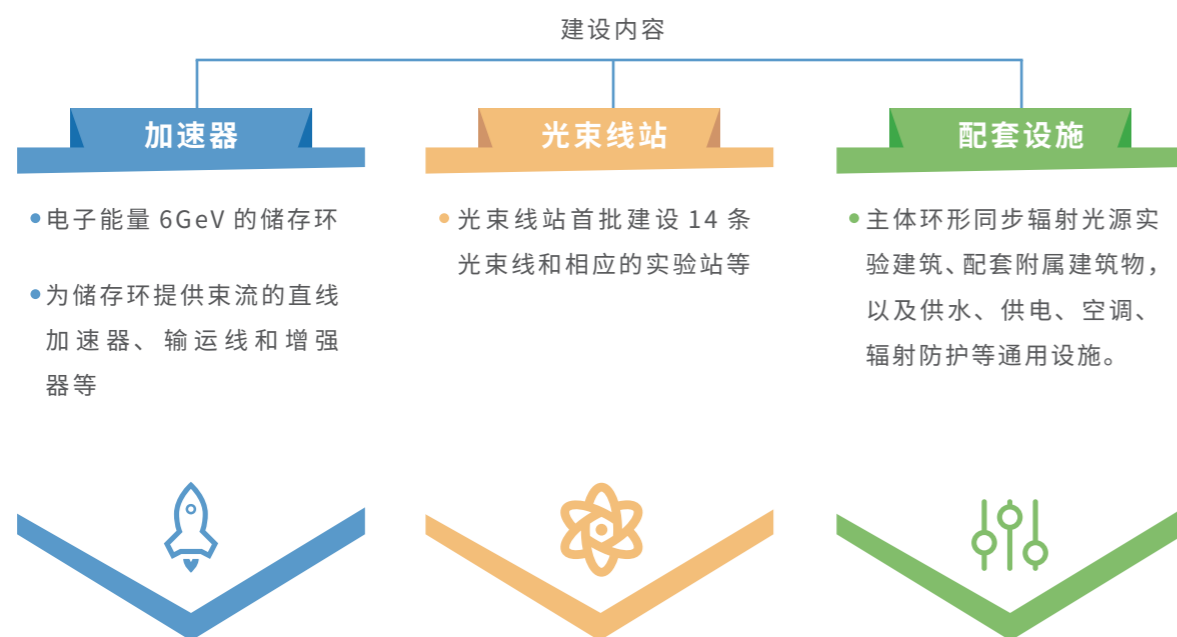 建设内容
加速器
电子能量 6GeV 的储存环
为储存环提供束流的直线
加速器、输运线和增强
器等
光束线站
光束线站首批建设 14 条
光束线和相应的实验站等
配套设施
主体环形同步辐射光源实
验建筑、配套附属建筑物，
以及供水、供电、空调、
辐射防护等通用设施。